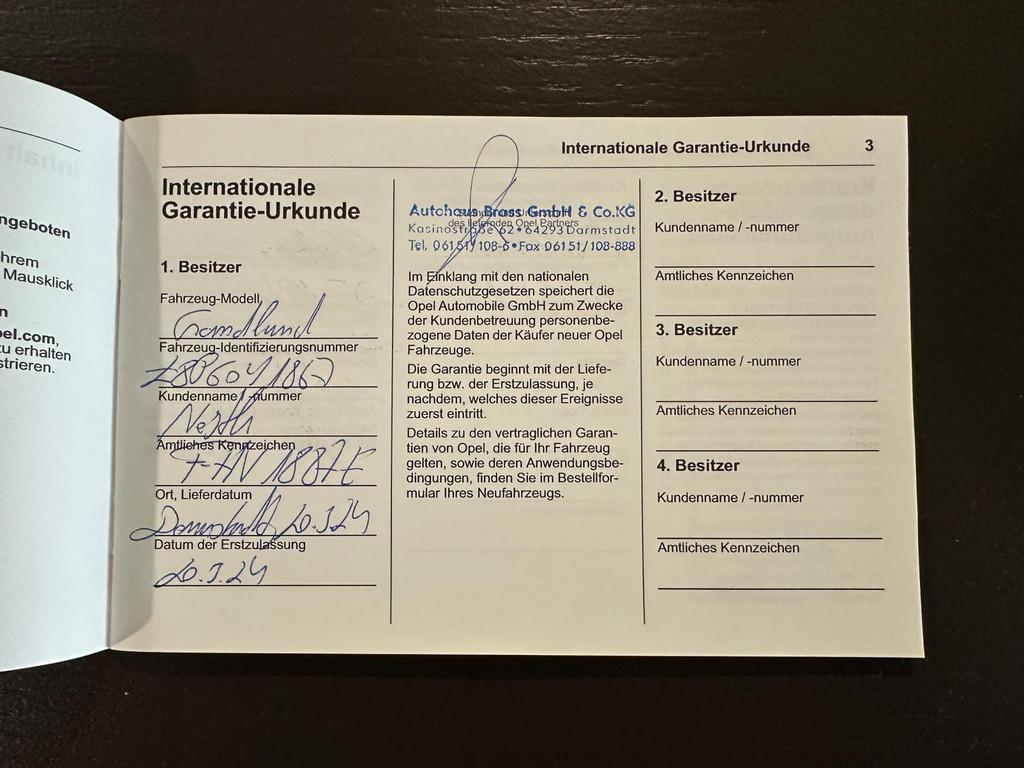 ngeboten
hrem
Mausklick
n
el.com,
zu erhalten
strieren.
Internationale Garantie-Urkunde 3
Internationale
Garantie-Urkunde
1. Besitzer
Fahrzeug-Modell
Grandland
Fahrzeug-Identifizierungsnummer
Kundenname / -nummer
Amtliches Kennzeichen
Ort, Lieferdatum
Darmstadt 20.3.24
Datum der Erstzulassung
20.3.24
Autohaus Brass GmbH & Co.KG
des liefernden Opel Partners
Kasinostraße 62 • 64293 Darmstadt
Tel. 06151/108-0 • Fax 06151/108-888
Im Einklang mit den nationalen
Datenschutzgesetzen speichert die
Opel Automobile GmbH zum Zwecke
der Kundenbetreuung personenbe-
zogene Daten der Käufer neuer Opel
Fahrzeuge.
Die Garantie beginnt mit der Liefe-
rung bzw. der Erstzulassung, je
nachdem, welches dieser Ereignisse
zuerst eintritt.
Details zu den vertraglichen Garan-
tien von Opel, die für Ihr Fahrzeug
gelten, sowie deren Anwendungsbe-
dingungen, finden Sie im Bestellfor-
mular Ihres Neufahrzeugs.
2. Besitzer
Kundenname / -nummer
Amtliches Kennzeichen
3. Besitzer
Kundenname / -nummer
Amtliches Kennzeichen
4. Besitzer
Kundenname / -nummer
Amtliches Kennzeichen